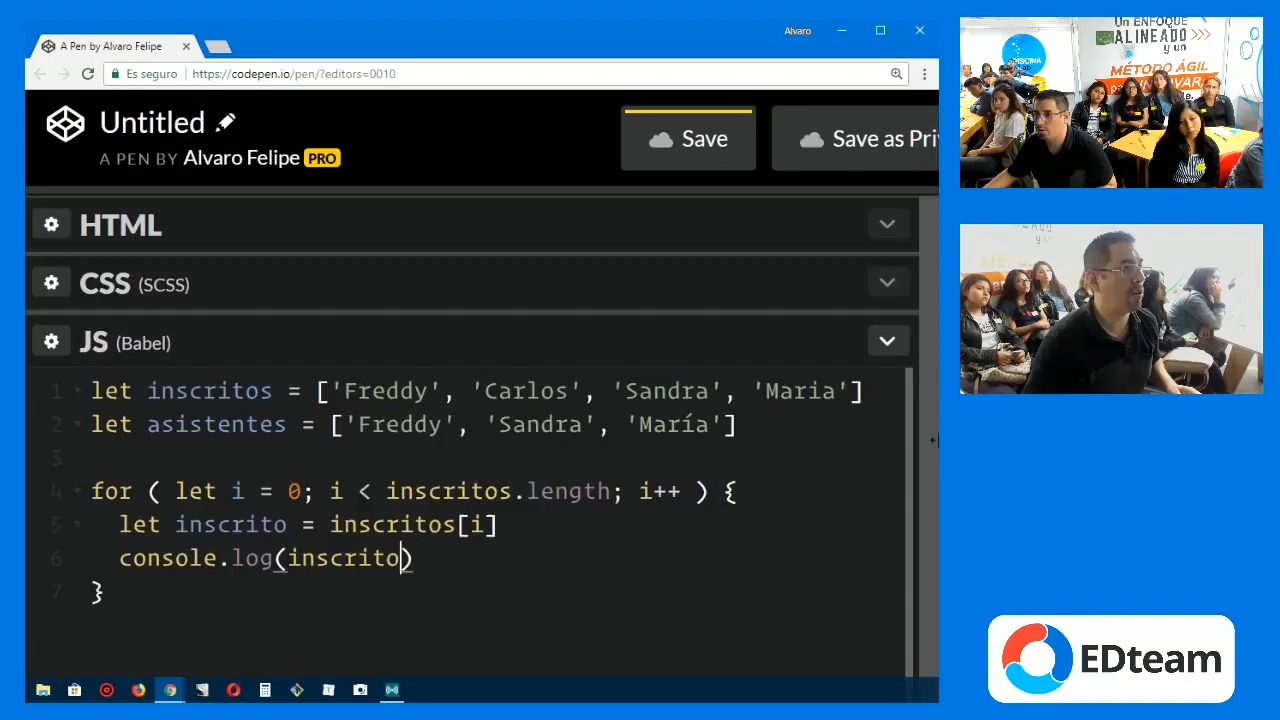 A Pen by Alvaro Felipe
Alvaro
Es seguro
https://codepen.io/pen/?editors=0010
Untitled
A PEN BY Alvaro Felipe PRO
Save
Save as Pri
HTML
CSS (SCSS)
JS (Babel)
1 let inscritos = ['Freddy', 'Carlos', 'Sandra', 'Maria']
2 let asistentes = ['Freddy', 'Sandra', 'María']
3
4 for ( let i = 0; i < inscritos.length; i++ ) {
5 let inscrito = inscritos[i]
6 console.log(inscrito)
7 }
Un ENFOQUE
ALINEADO
y un
MÉTODO ÁGIL
EDteam